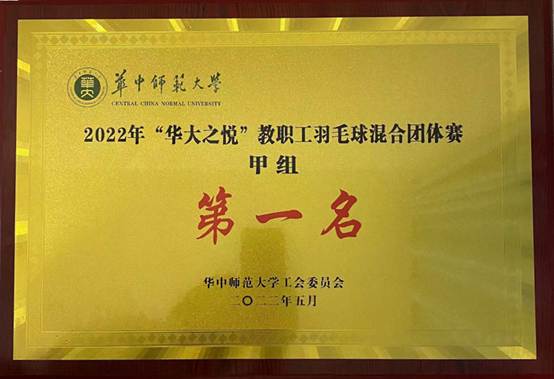 華中師範大學
CENTRAL CHINA NORMAL UNIVERSITY
2022年“华大之悦”教职工羽毛球混合团体赛
甲组
第一名
华中师范大学工会委员会
二〇二二年五月